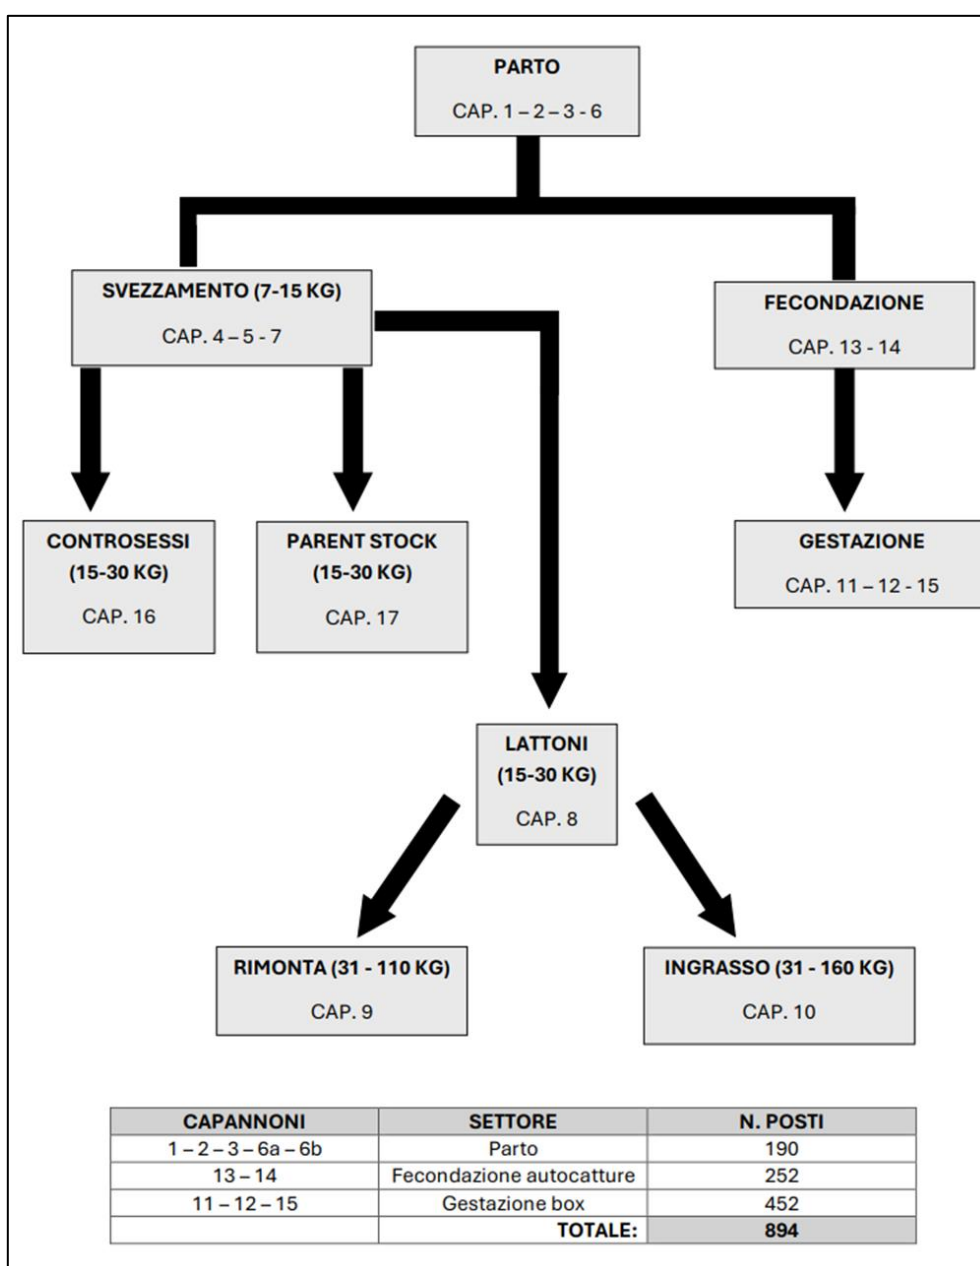 PARTO
CAP. 1 – 2 – 3 - 6
SVEZZAMENTO (7-15 KG)
CAP. 4 – 5 - 7
FECONDAZIONE
CAP. 13 - 14
CONTROSESSI
(15-30 KG)
CAP. 16
PARENT STOCK
(15-30 KG)
CAP. 17
GESTAZIONE
CAP. 11 – 12 - 15
LATTONI
(15-30 KG)
CAP. 8
RIMONTA (31 - 110 KG)
CAP. 9
INGRASSO (31 - 160 KG)
CAP. 10
CAPANNONI SETTORE N. POSTI
1 – 2 – 3 – 6a – 6b Parto 190
13 – 14 Fecondazione autocatture 252
11 – 12 – 15 Gestazione box 452
TOTALE: 894